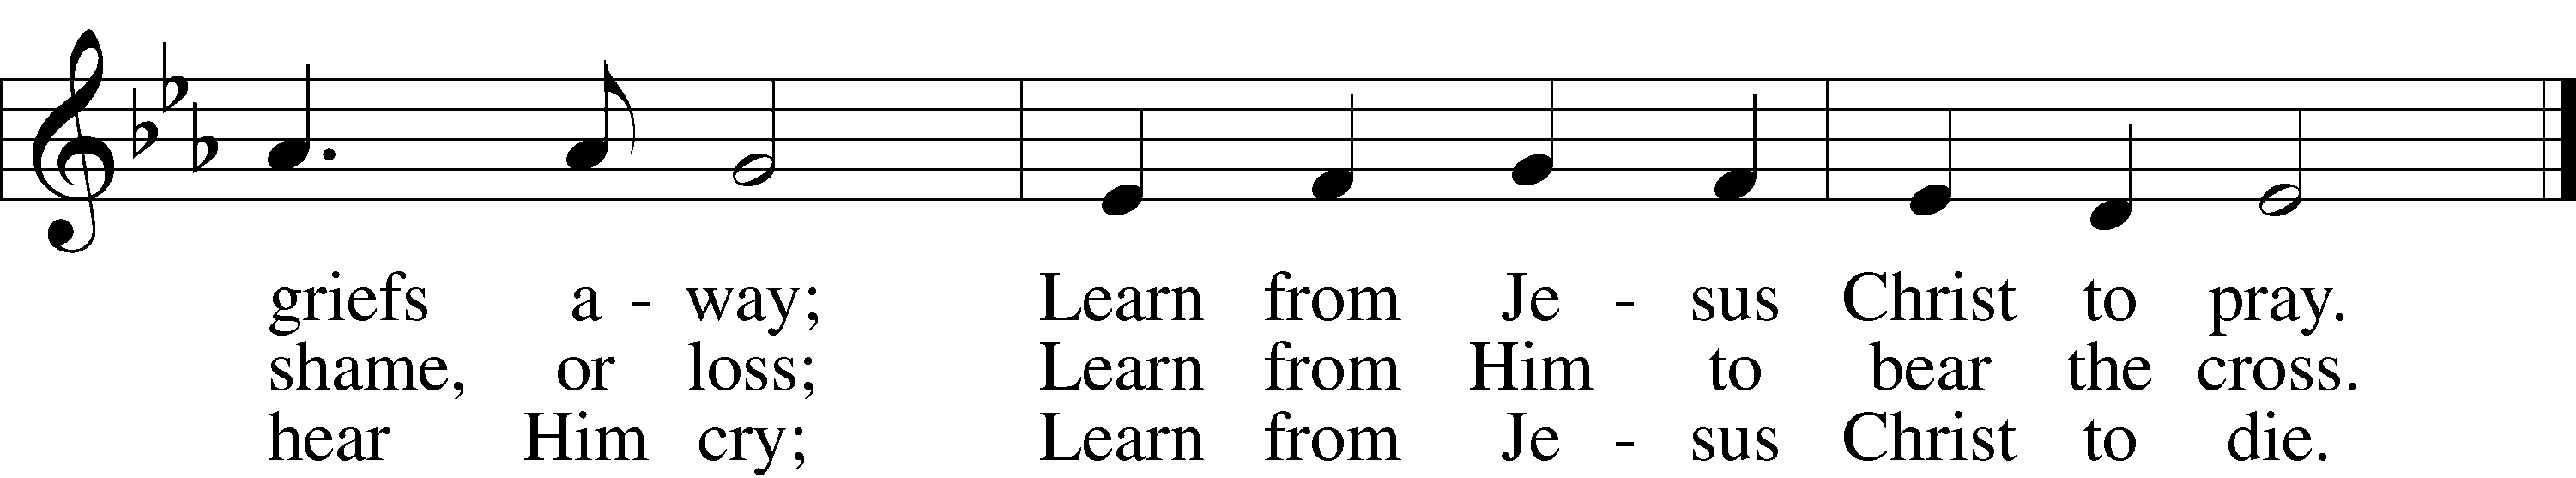 griefs a - way; Learn from Je - sus Christ to pray.
shame, or loss; Learn from Him to bear the cross.
hear Him cry; Learn from Je - sus Christ to die.